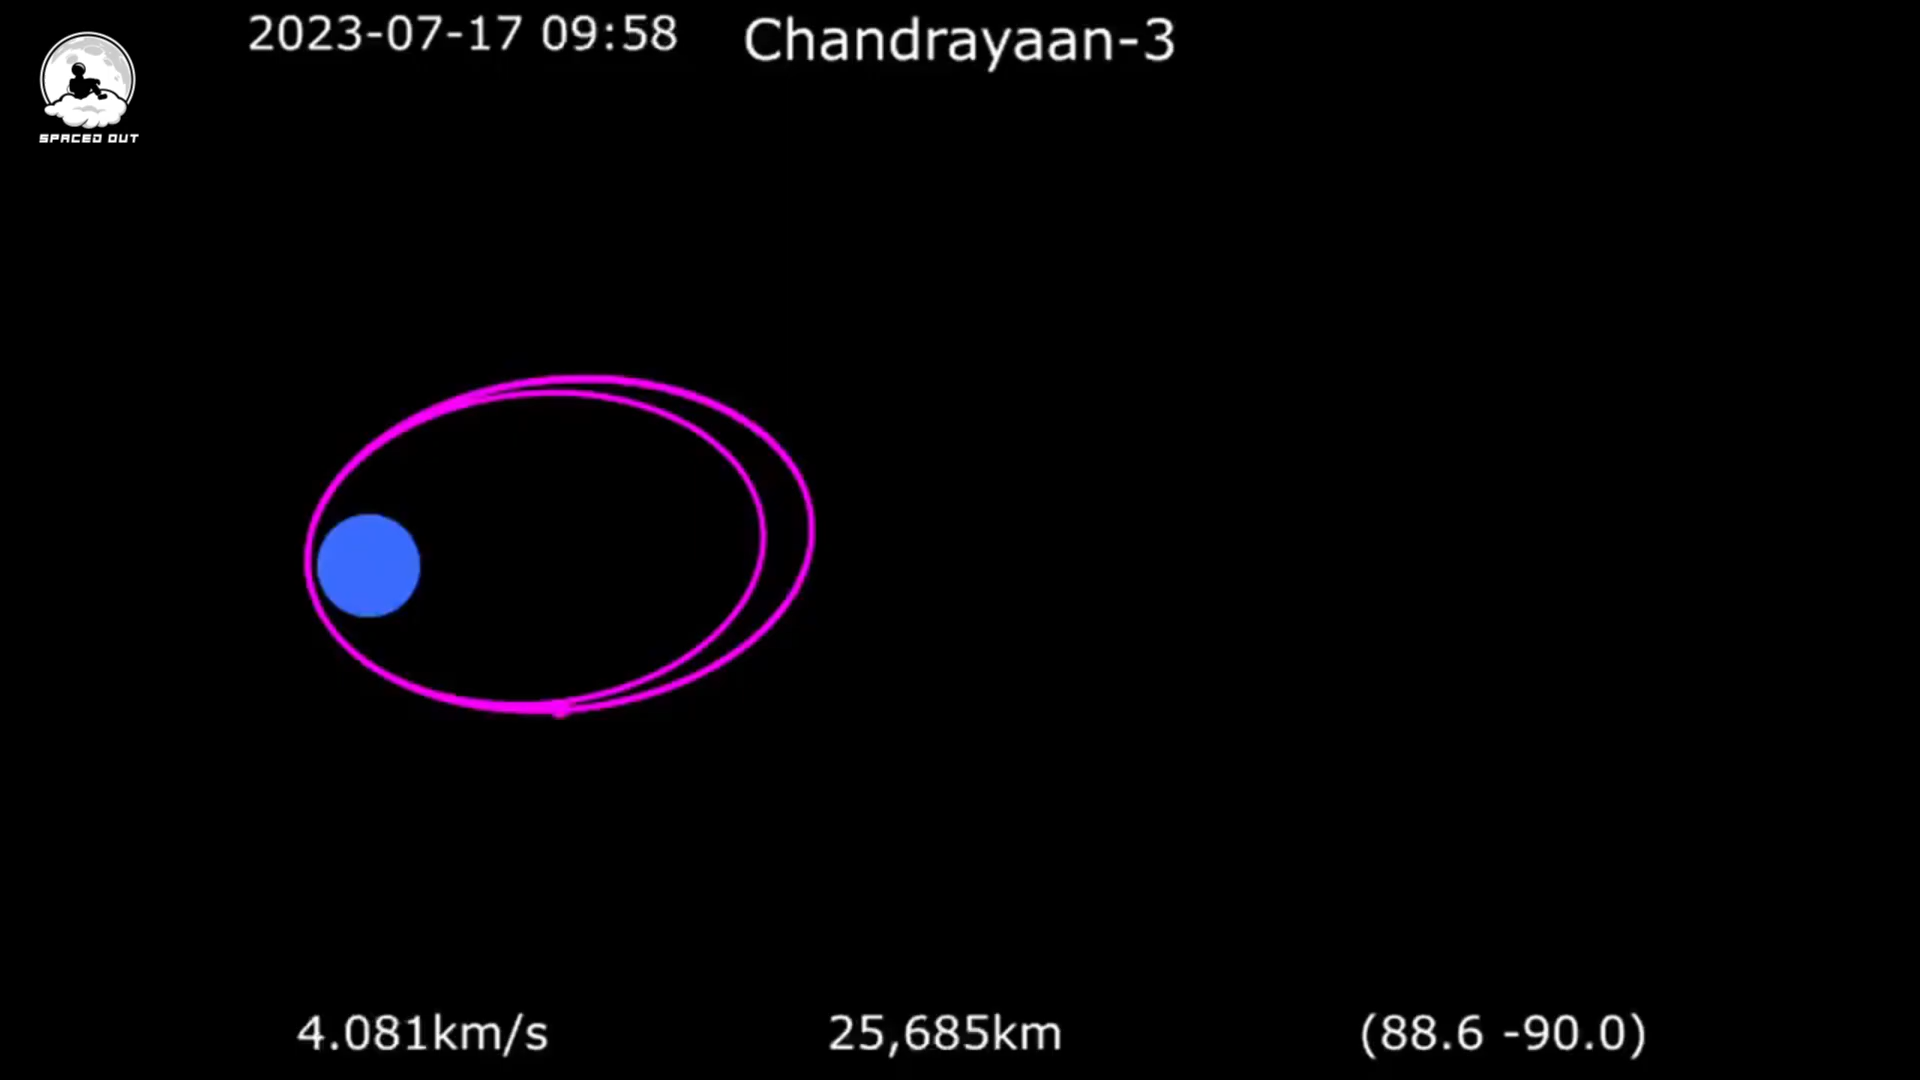 2023-07-17 09:58
Chandrayaan-3
SPACED OUT
4.081km/s
25,685km
(88.6 -90.0)